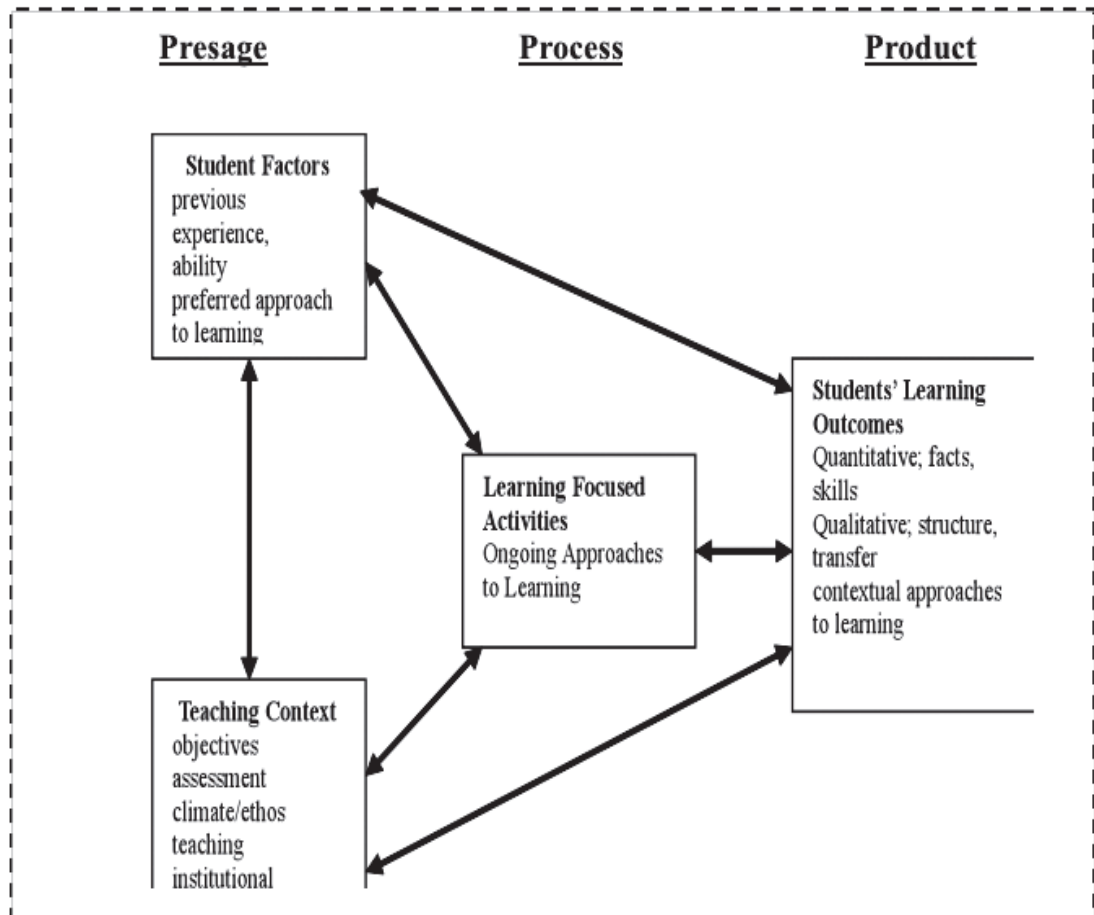 Presage
Process
Product
Student Factors
previous
experience,
ability
preferred approach
to learning
Learning Focused
Activities
Ongoing Approaches
to Learning
Students’ Learning
Outcomes
Quantitative; facts,
skills
Qualitative; structure,
transfer
contextual approaches
to learning
Teaching Context
objectives
assessment
climate/ethos
teaching
institutional